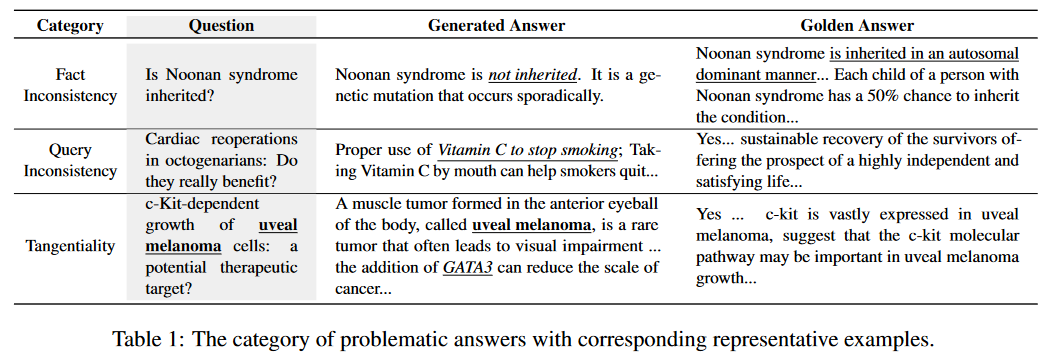 Category Question Generated Answer Golden Answer
Fact Inconsistency
Is Noonan syndrome inherited?
Noonan syndrome is not inherited. It is a ge-
netic mutation that occurs sporadically.
Noonan syndrome is inherited in an autosomal
dominant manner... Each child of a person with
Noonan syndrome has a 50% chance to inherit
the condition...
Query Inconsistency
Cardiac reoperations
in octogenarians: Do
they really benefit?
Proper use of Vitamin C to stop smoking; Tak-
ing Vitamin C by mouth can help smokers quit...
Yes... sustainable recovery of the survivors of-
fering the prospect of a highly independent and
satisfying life...
Tangentiality
c-Kit-dependent
growth of uveal
melanoma cells: a
potential therapeutic
target?
A muscle tumor formed in the anterior eyeball
of the body, called uveal melanoma, is a rare
tumor that often leads to visual impairment ...
the addition of GATA3 can reduce the scale of
cancer...
Yes ... c-kit is vastly expressed in uveal
melanoma, suggest that the c-kit molecular
pathway may be important in uveal melanoma
growth...
Table 1: The category of problematic answers with corresponding representative examples.